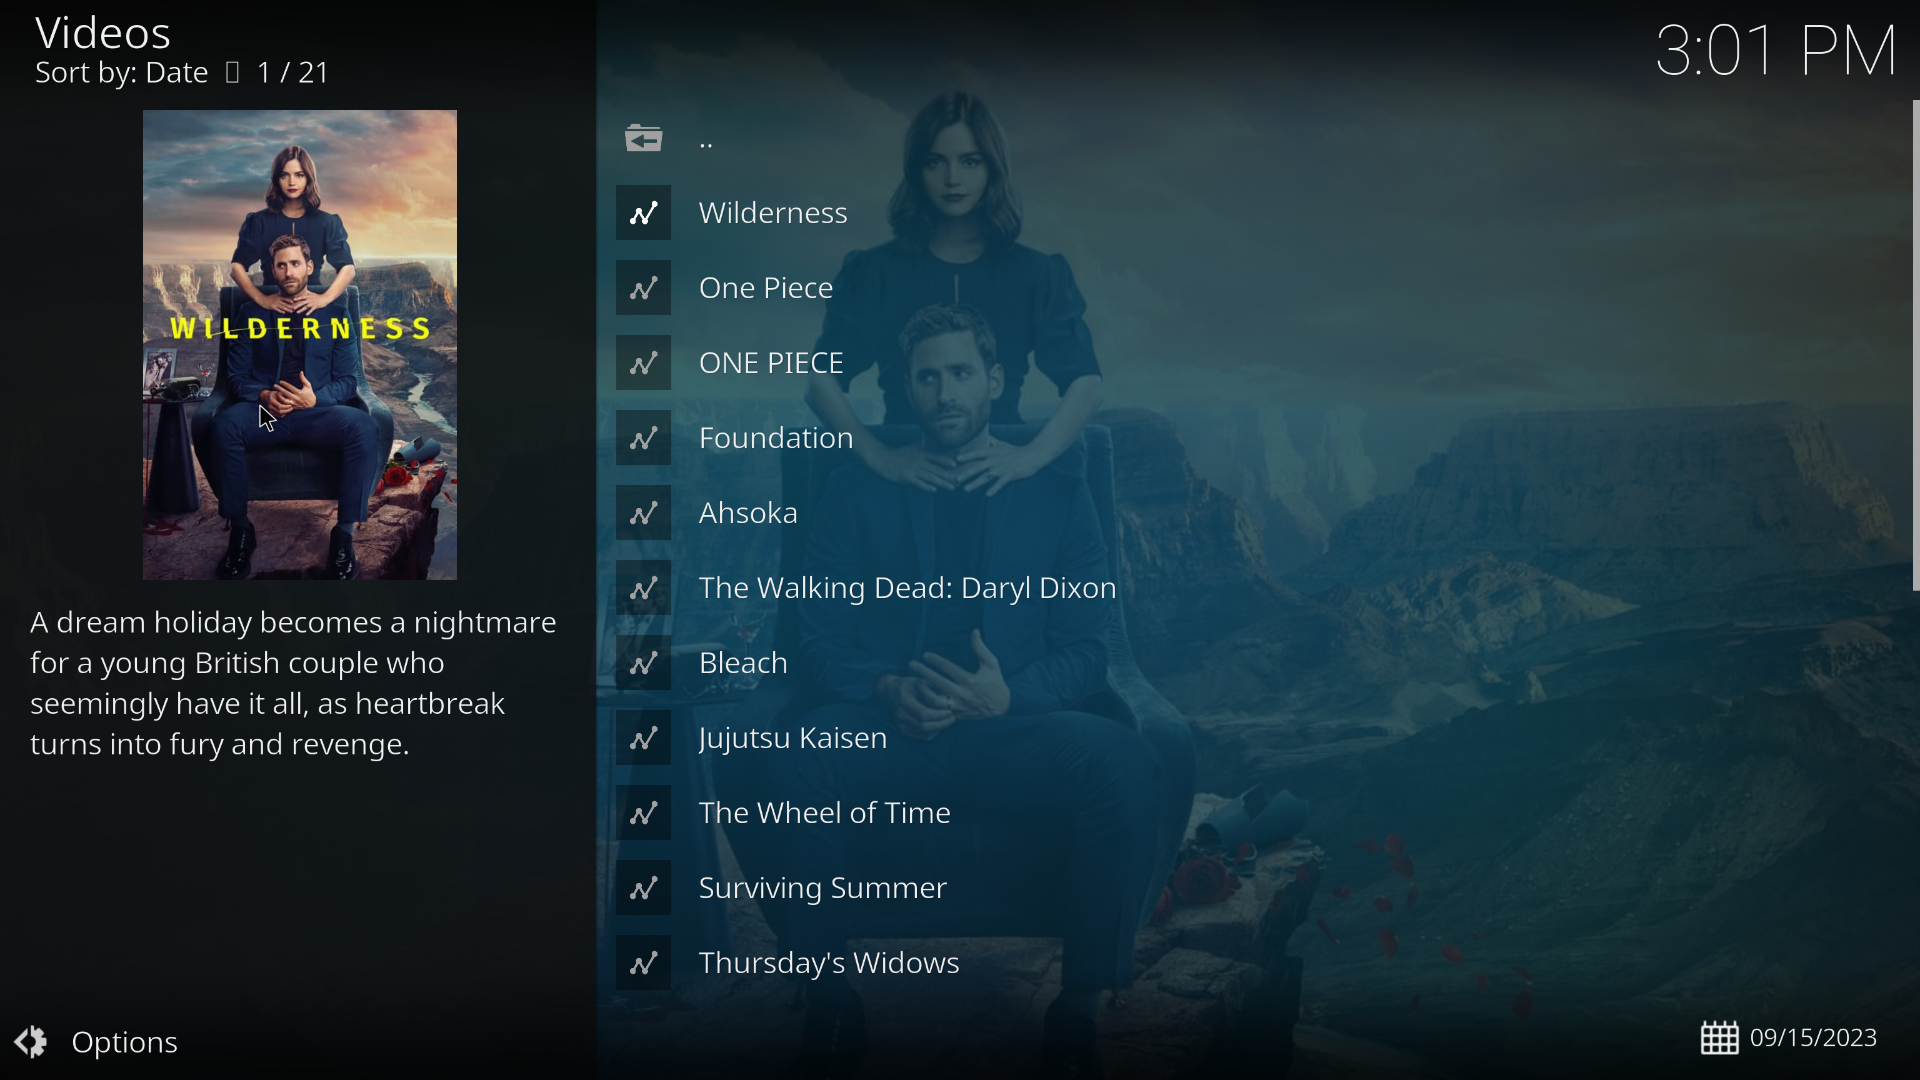 Videos
Sort by: Date 1 / 21
3:01 PM
WILDERNESS
A dream holiday becomes a nightmare
for a young British couple who
seemingly have it all, as heartbreak
turns into fury and revenge.
..
Wilderness
One Piece
ONE PIECE
Foundation
Ahsoka
The Walking Dead: Daryl Dixon
Bleach
Jujutsu Kaisen
The Wheel of Time
Surviving Summer
Thursday's Widows
Options
09/15/2023